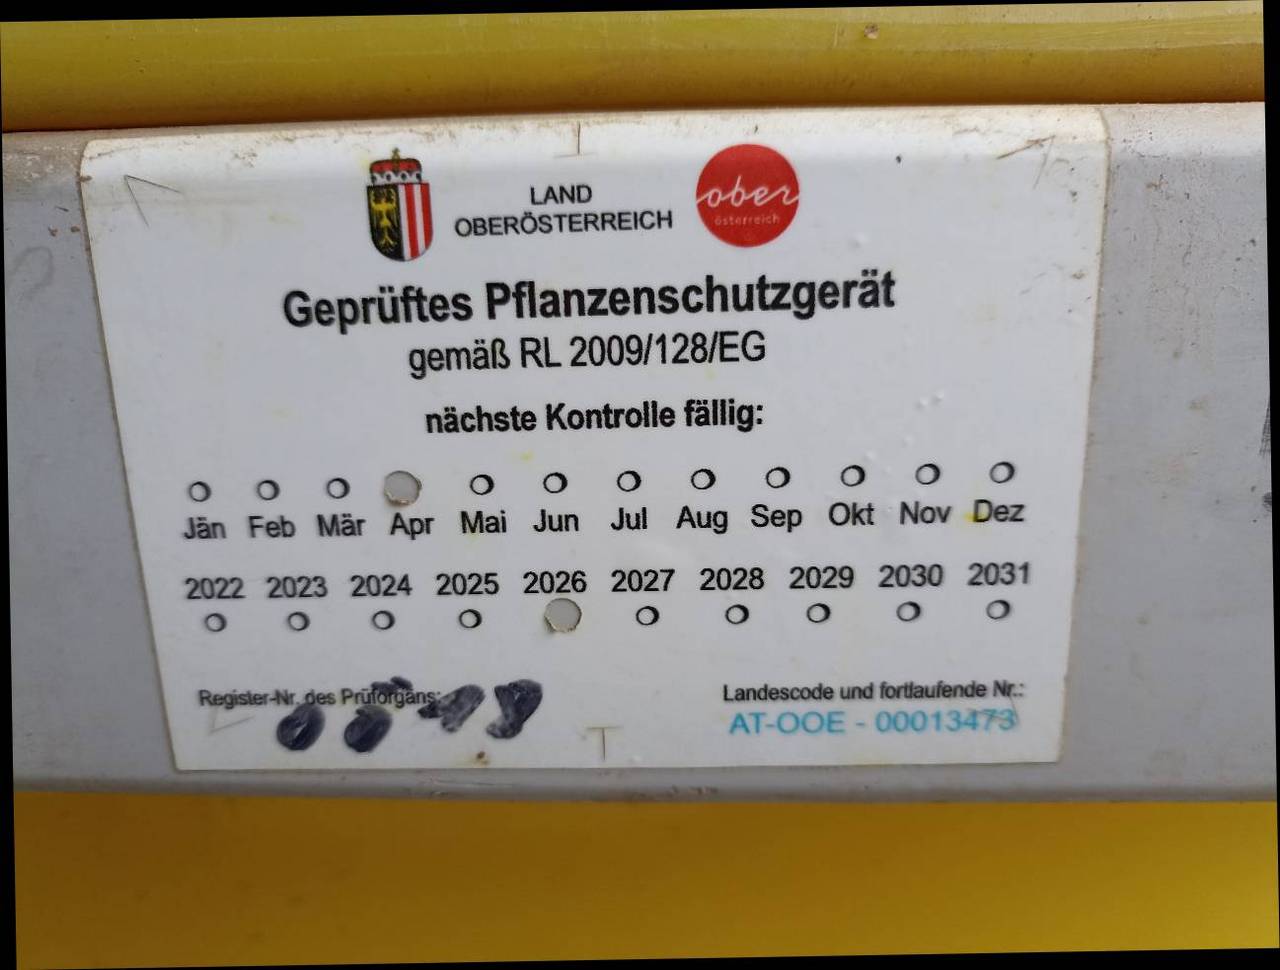 LAND
OBERÖSTERREICH
ober
österreich
Geprüftes Pflanzenschutzgerät
gemäß RL 2009/128/EG
nächste Kontrolle fällig:
Jän Feb Mär Apr Mai Jun Jul Aug Sep Okt Nov Dez
2022 2023 2024 2025 2026 2027 2028 2029 2030 2031
Register-Nr. des Prüforgans:
Landescode und fortlaufende Nr.:
AT-OOE - 00013473